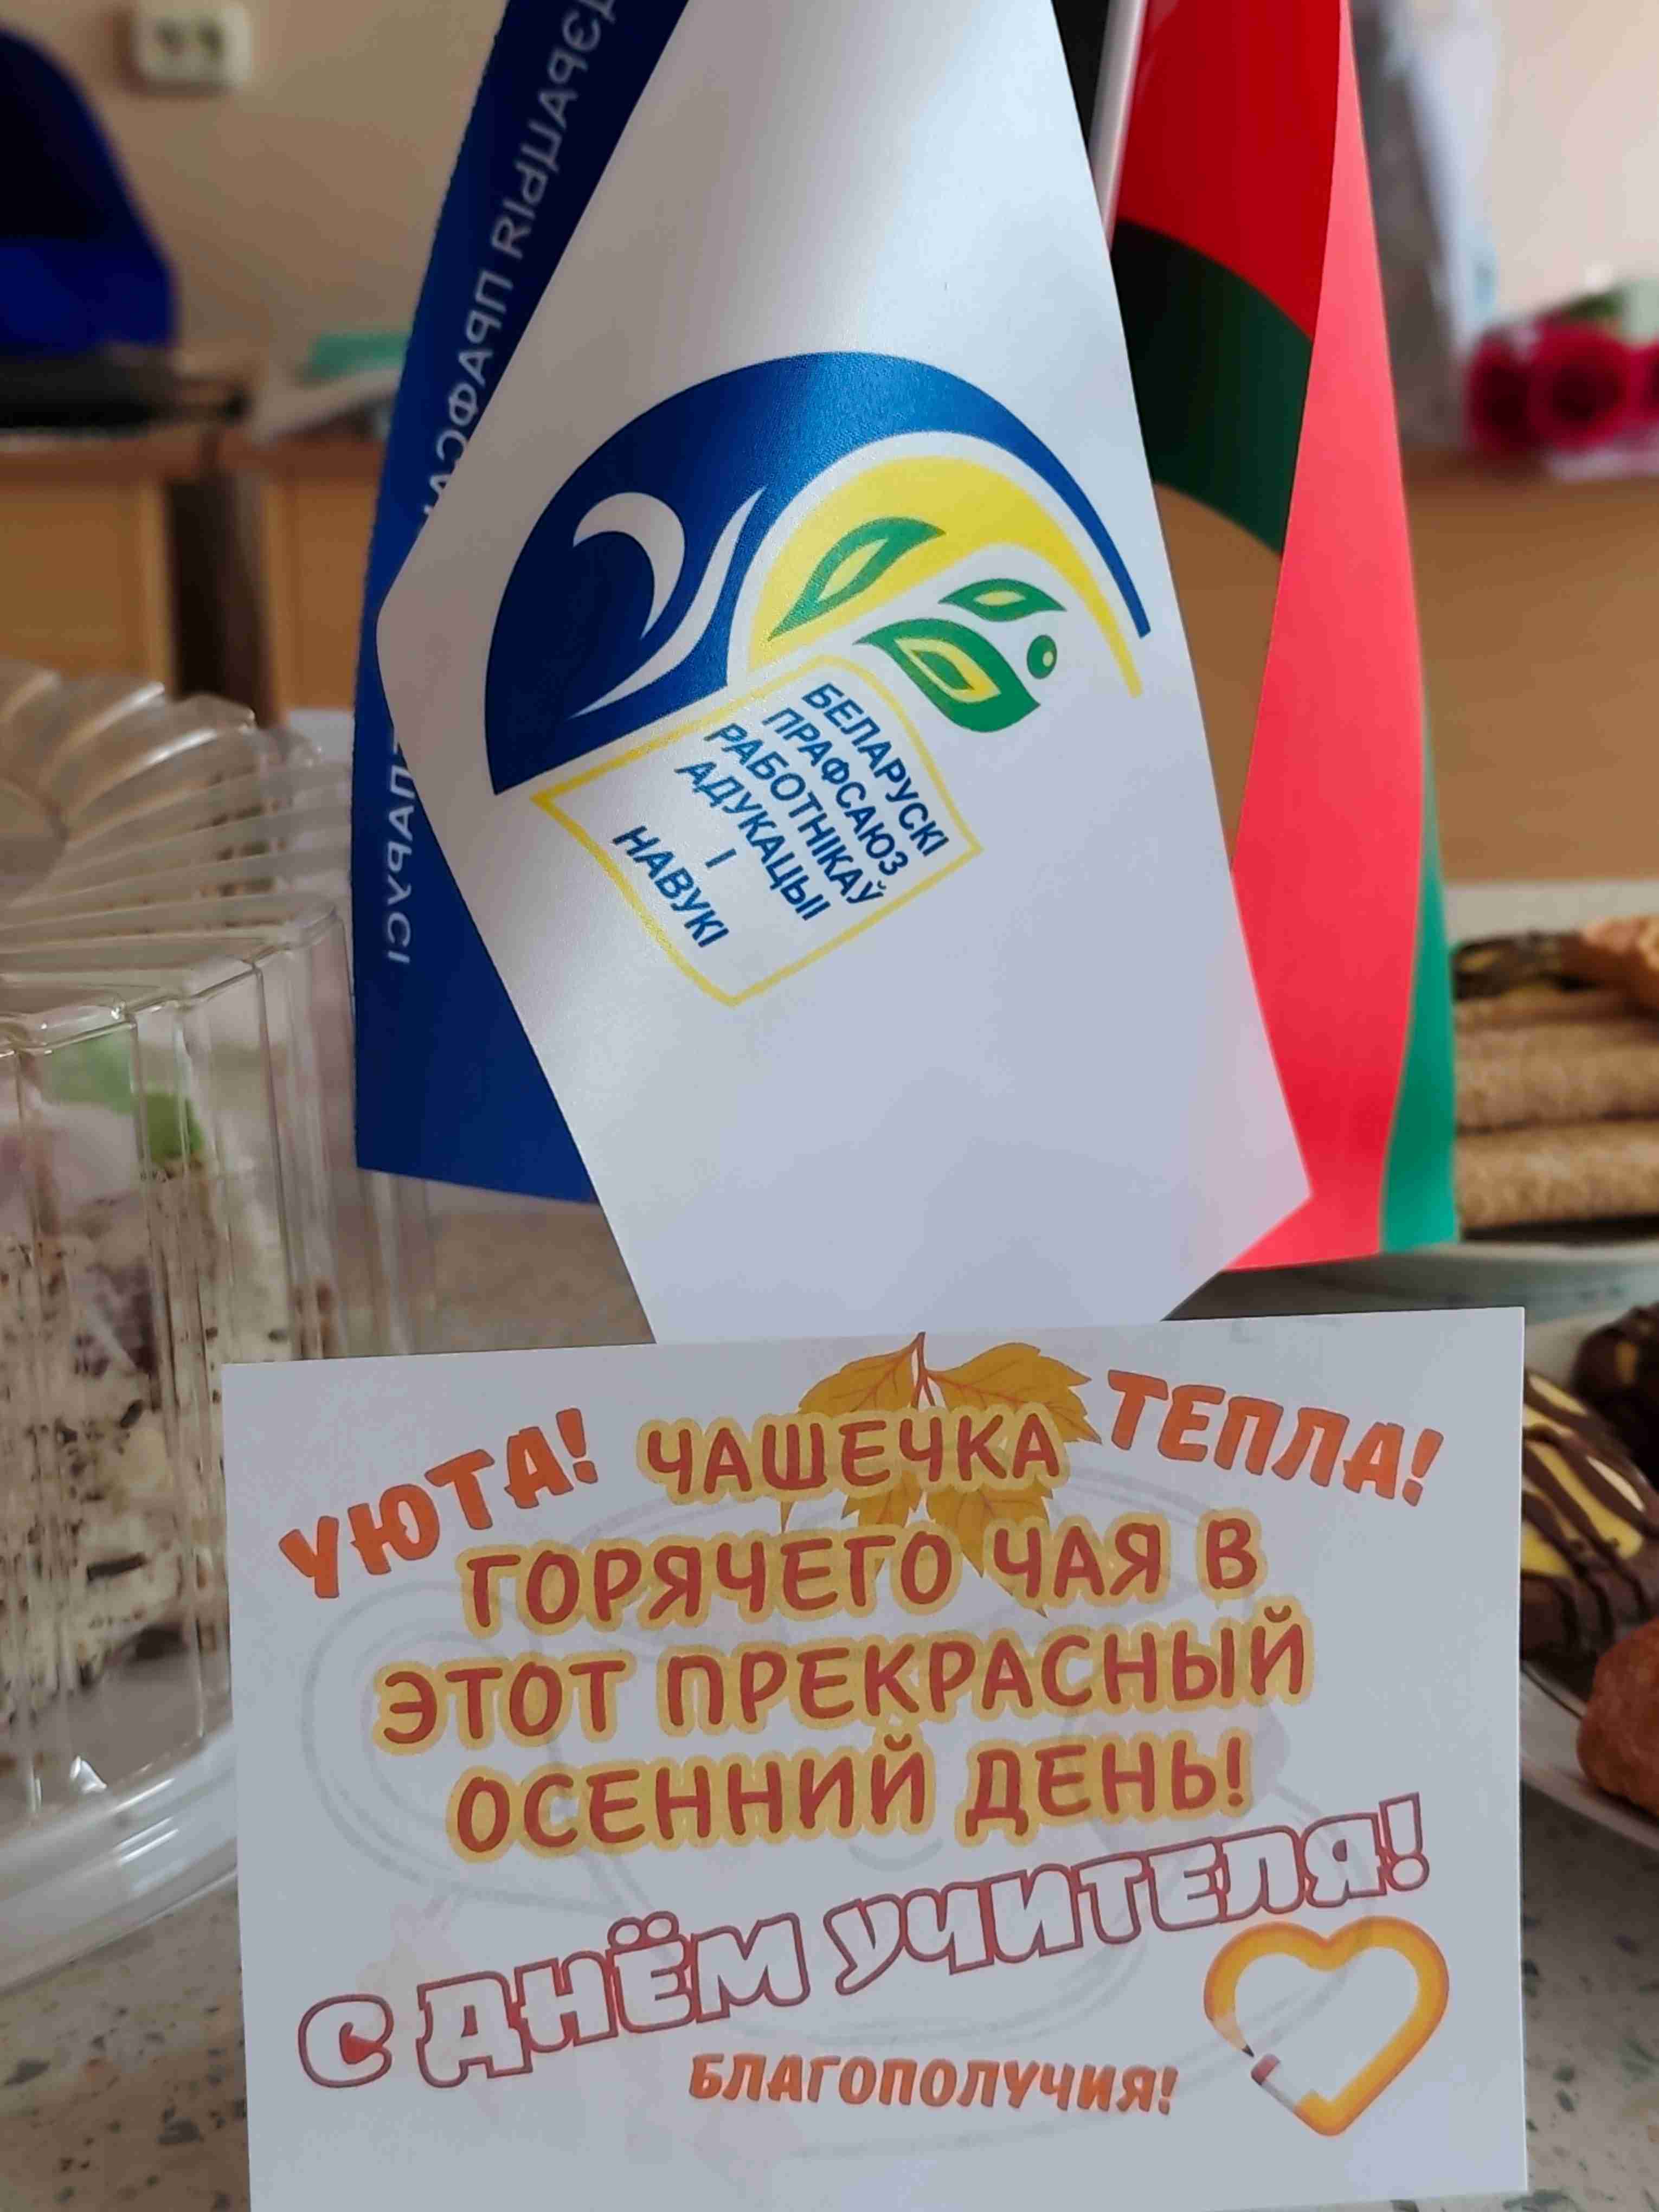 БЕЛАРУСКІ
ПРАФСАЮЗ
РАБОТНІКАЎ
АДУКАЦЫІ
І
НАВУКІ
УЮТА! ЧАШЕЧКА ТЕПЛА!
ГОРЯЧЕГО ЧАЯ В
ЭТОТ ПРЕКРАСНЫЙ
ОСЕННИЙ ДЕНЬ!
С ДНЁМ УЧИТЕЛЯ!
БЛАГОПОЛУЧИЯ!